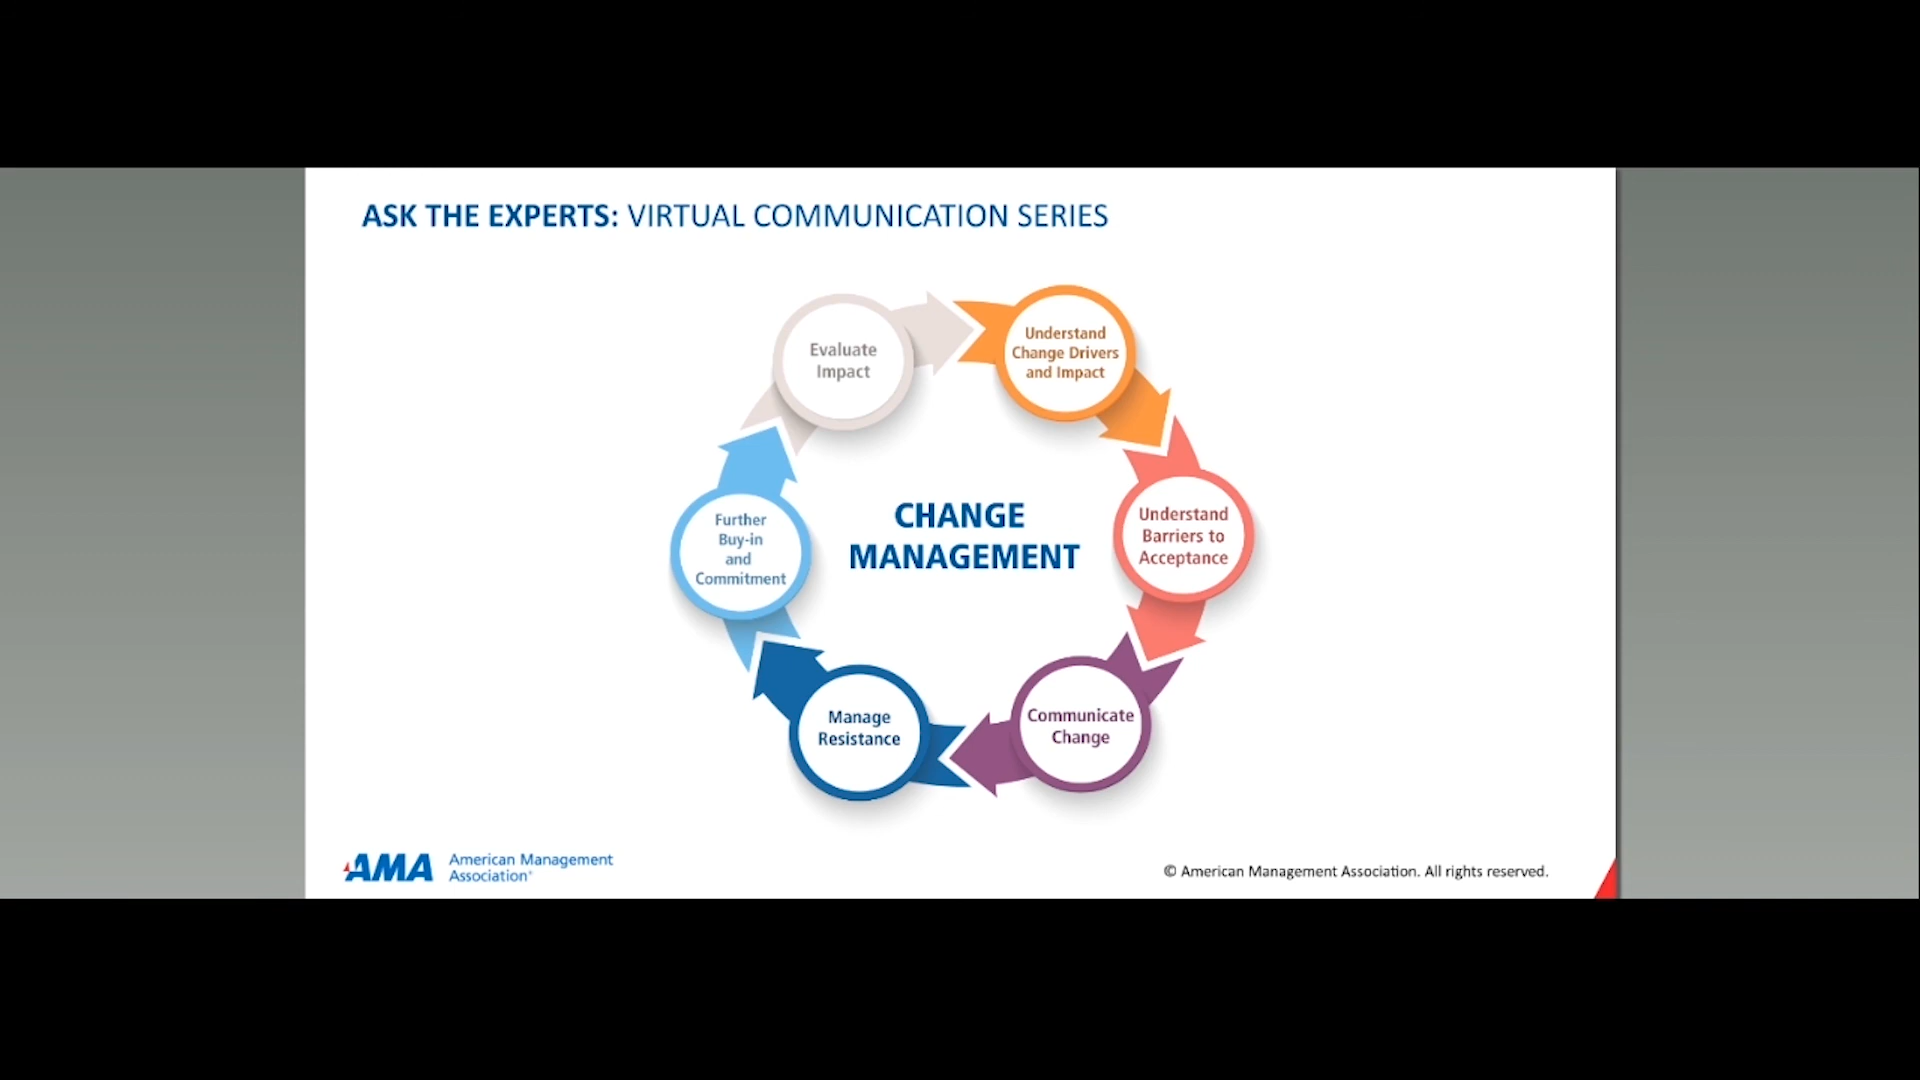 ASK THE EXPERTS: VIRTUAL COMMUNICATION SERIES
Evaluate
Impact
Understand
Change Drivers
and Impact
Understand
Barriers to
Acceptance
Communicate
Change
Manage
Resistance
Further
Buy-in
and
Commitment
CHANGE
MANAGEMENT
AMA
American Management
Association®
© American Management Association. All rights reserved.